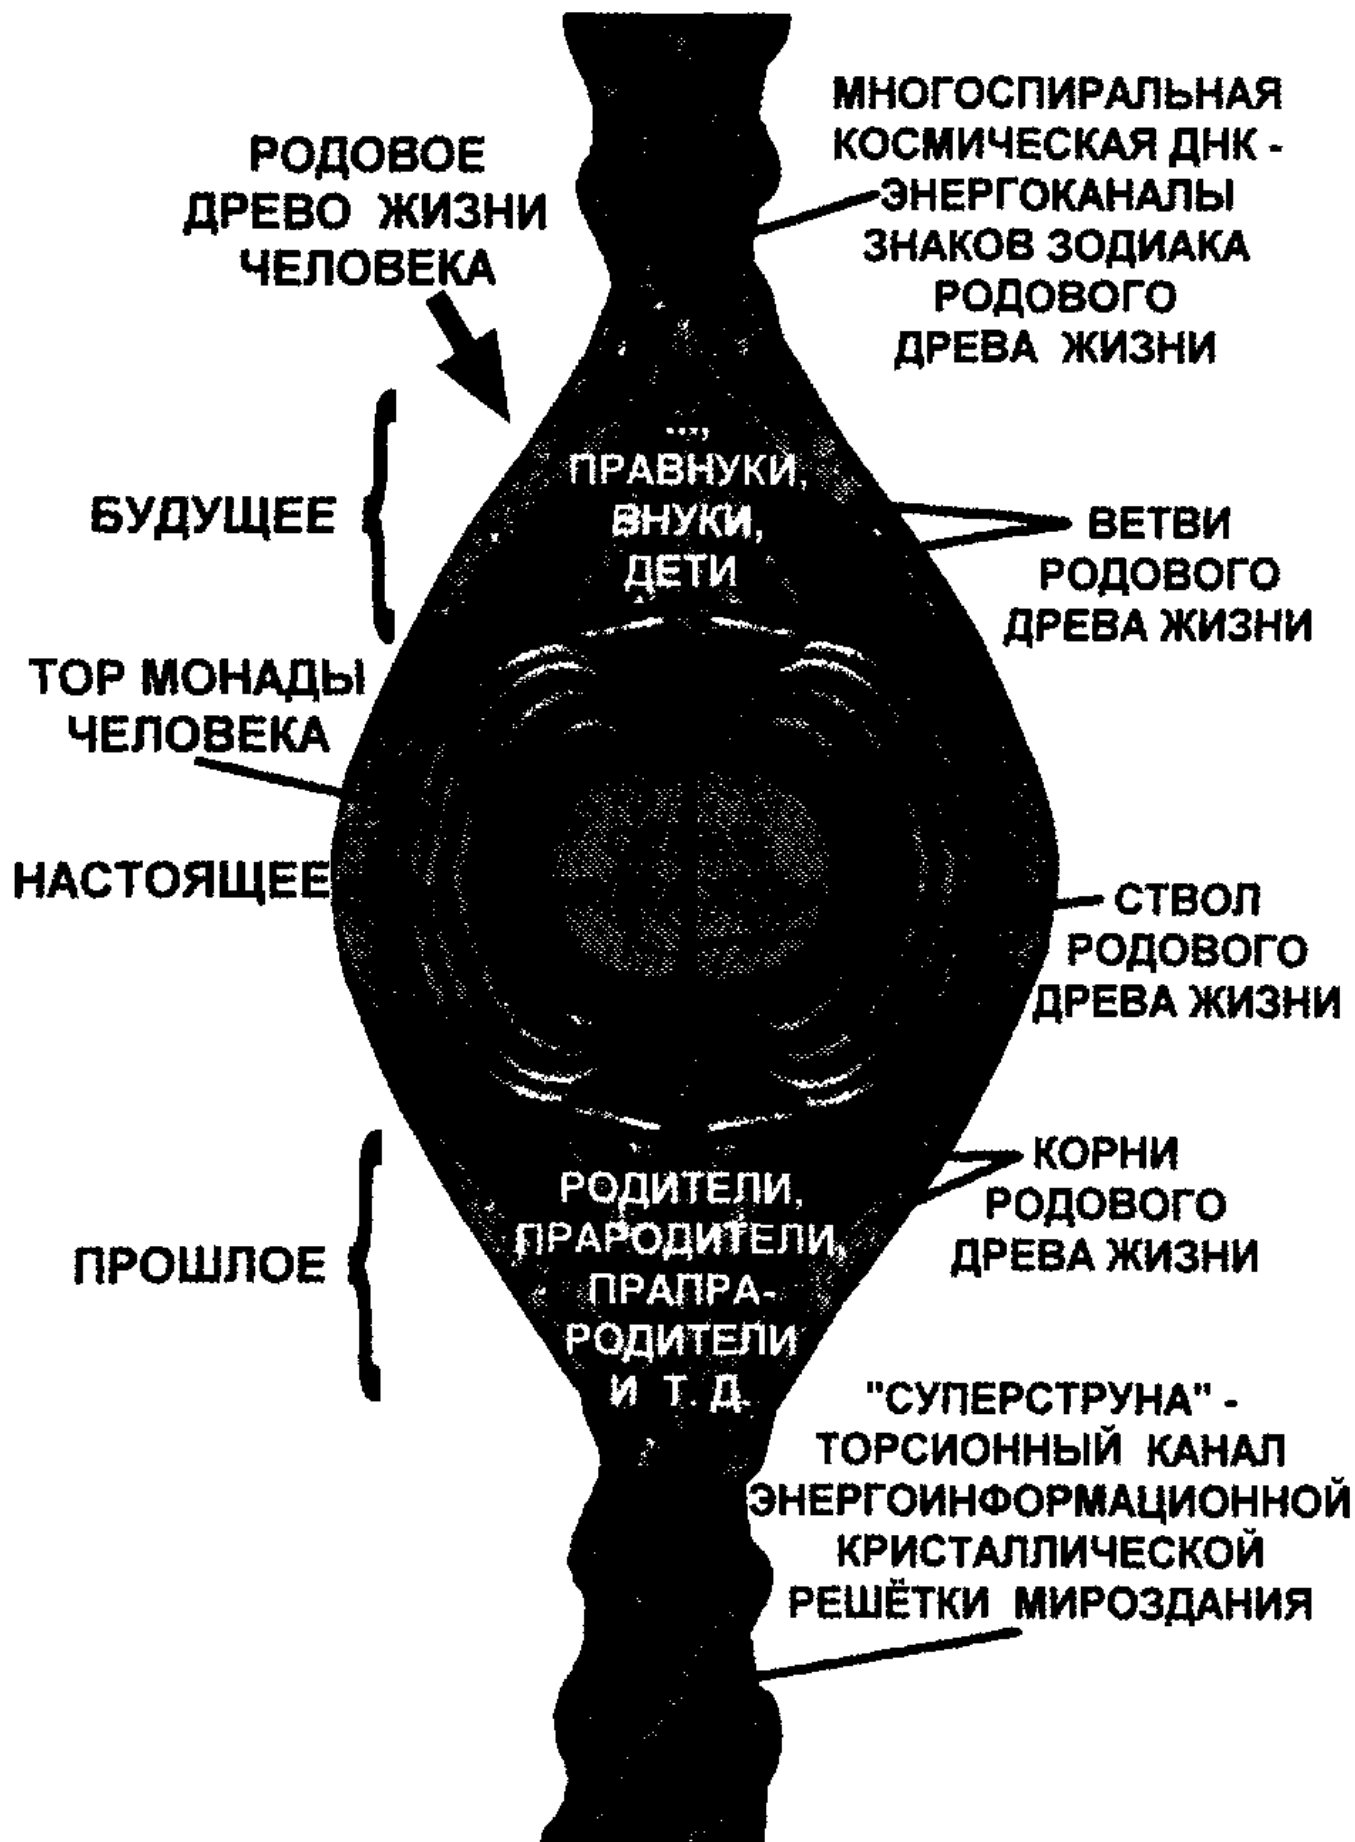 РОДОВОЕ
ДРЕВО ЖИЗНИ
ЧЕЛОВЕКА
МНОГОСПИРАЛЬНАЯ
КОСМИЧЕСКАЯ ДНК -
ЭНЕРГОКАНАЛЫ
ЗНАКОВ ЗОДИАКА
РОДОВОГО
ДРЕВА ЖИЗНИ
БУДУЩЕЕ
...,
ПРАВНУКИ,
ВНУКИ,
ДЕТИ
ВЕТВИ
РОДОВОГО
ДРЕВА ЖИЗНИ
ТОР МОНАДЫ
ЧЕЛОВЕКА
НАСТОЯЩЕЕ
СТВОЛ
РОДОВОГО
ДРЕВА ЖИЗНИ
КОРНИ
РОДОВОГО
ДРЕВА ЖИЗНИ
ПРОШЛОЕ
РОДИТЕЛИ,
ПРАРОДИТЕЛИ,
ПРАПРА-
РОДИТЕЛИ
И Т. Д.
"СУПЕРСТРУНА" -
ТОРСИОННЫЙ КАНАЛ
ЭНЕРГОИНФОРМАЦИОННОЙ
КРИСТАЛЛИЧЕСКОЙ
РЕШЁТКИ МИРОЗДАНИЯ